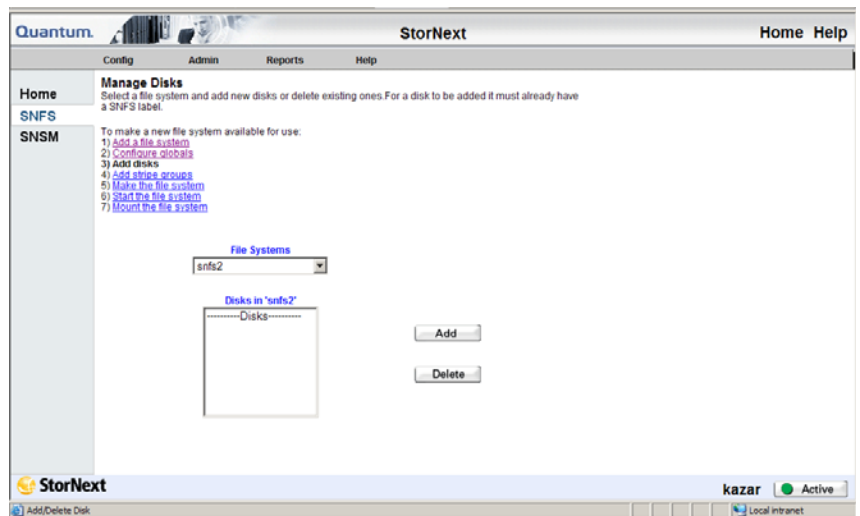 Quantum.
StorNext
Home Help
Config Admin Reports Help
Home
SNFS
SNSM
Manage Disks
Select a file system and add new disks or delete existing ones.For a disk to be added it must already have
a SNFS label.
To make a new file system available for use:
1) Add a file system
2) Configure globals
3) Add disks
4) Add stripe groups
5) Make the file system
6) Start the file system
7) Mount the file system
File Systems
snfs2
Disks in 'snfs2'
----------Disks----------
Add
Delete
StorNext
kazar Active
Add/Delete Disk
Local intranet